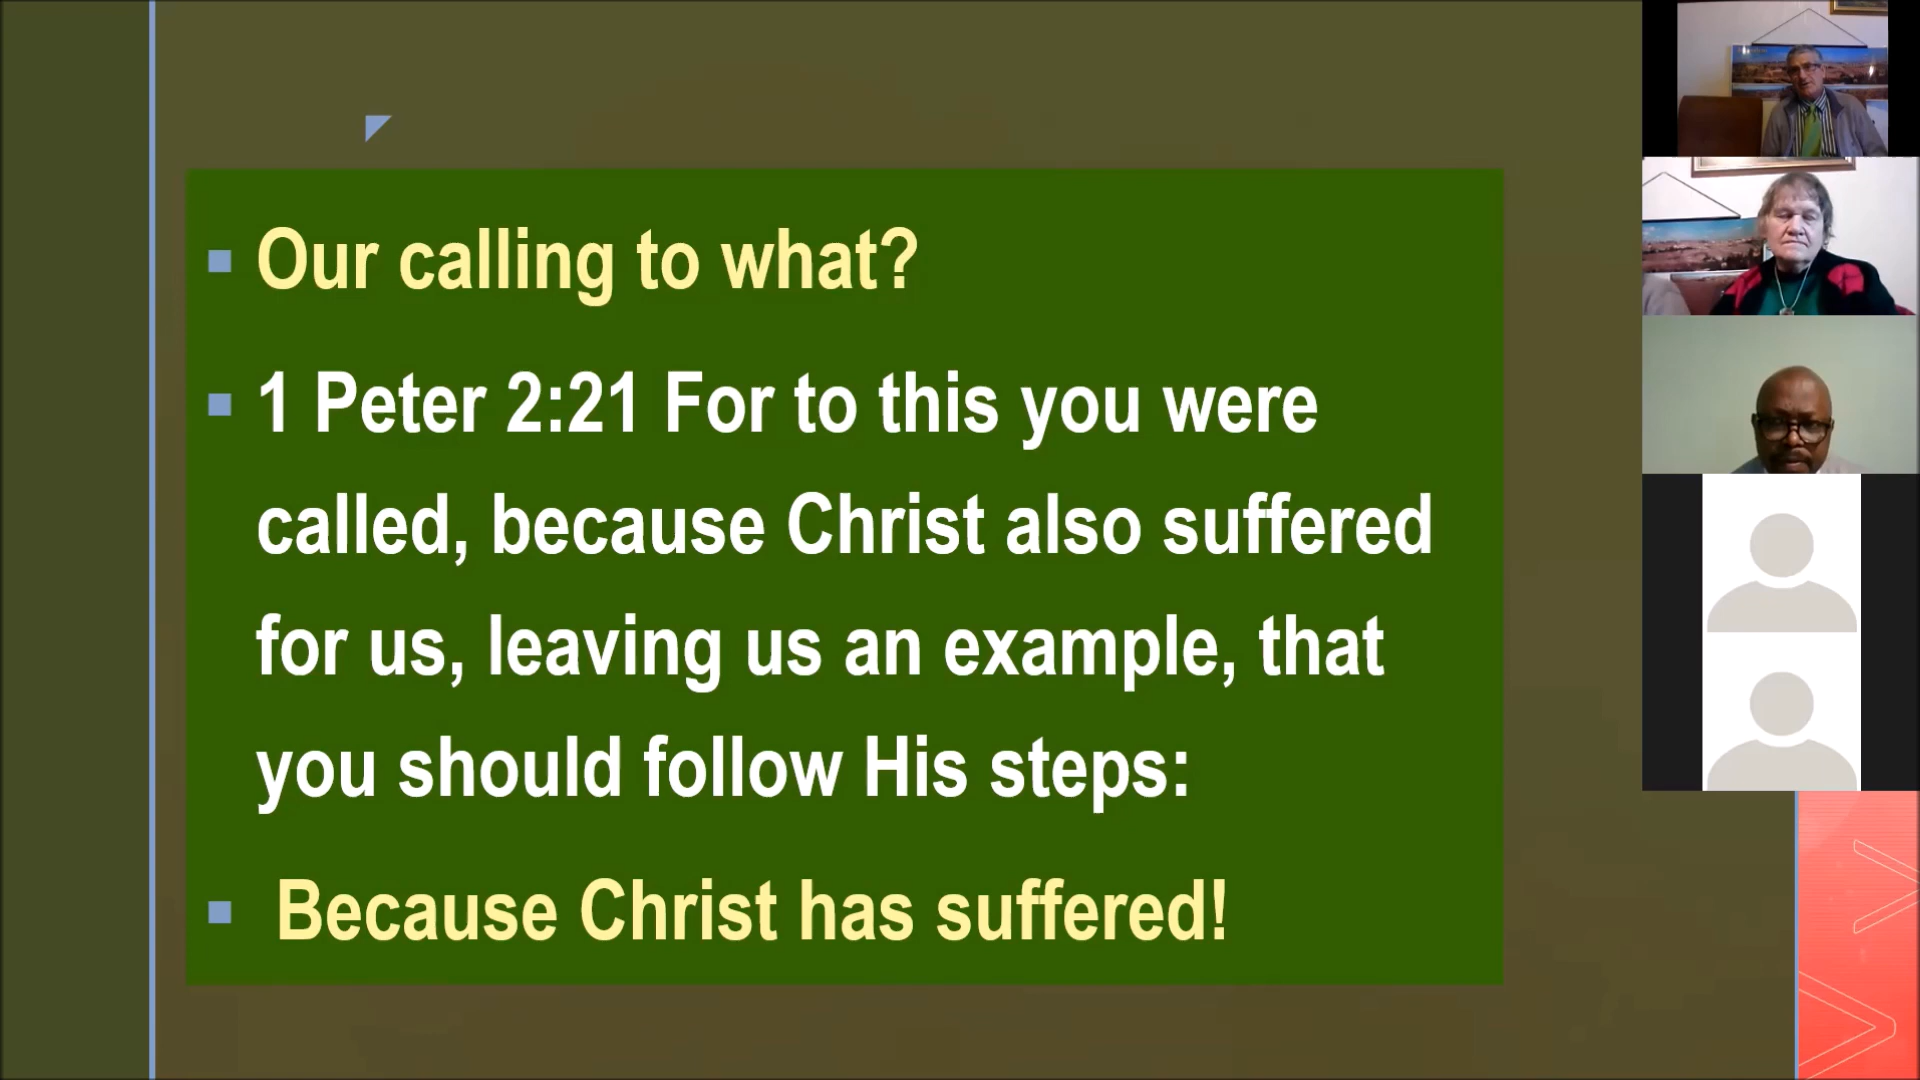 Our calling to what?
1 Peter 2:21 For to this you were
called, because Christ also suffered
for us, leaving us an example, that
you should follow His steps:
Because Christ has suffered!